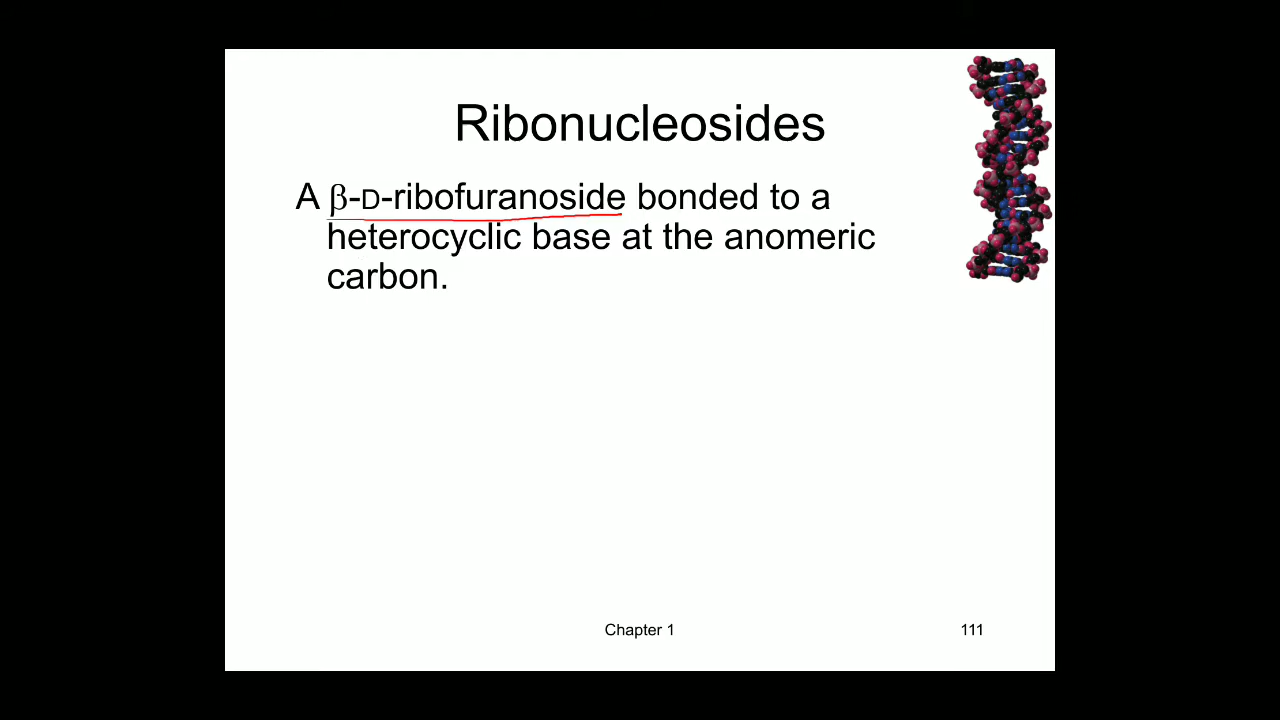 Ribonucleosides
A β-D-ribofuranoside bonded to a
heterocyclic base at the anomeric
carbon.
Chapter 1
111